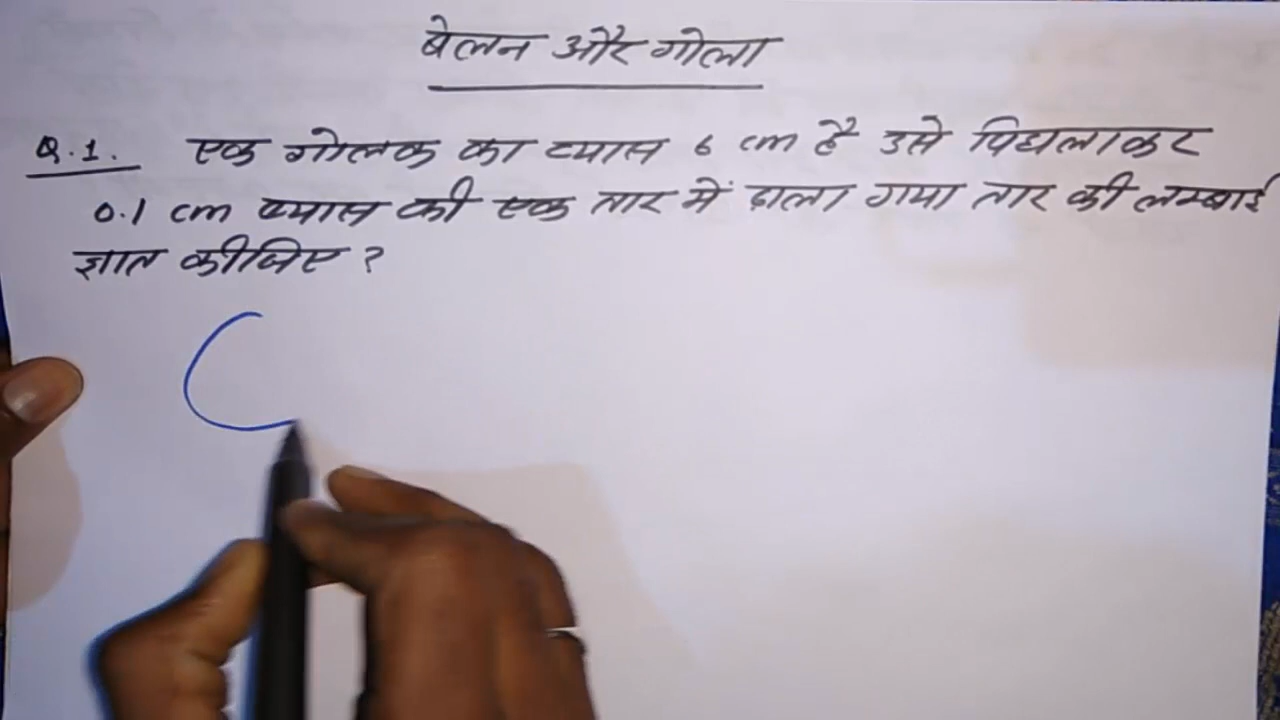 बेलन और गोला
Q.1. एक गोलक का व्यास 6 cm है उसे पिघलाकर
0.1 cm व्यास की एक तार में ढाला गया तार की लम्बाई
ज्ञात कीजिए ?